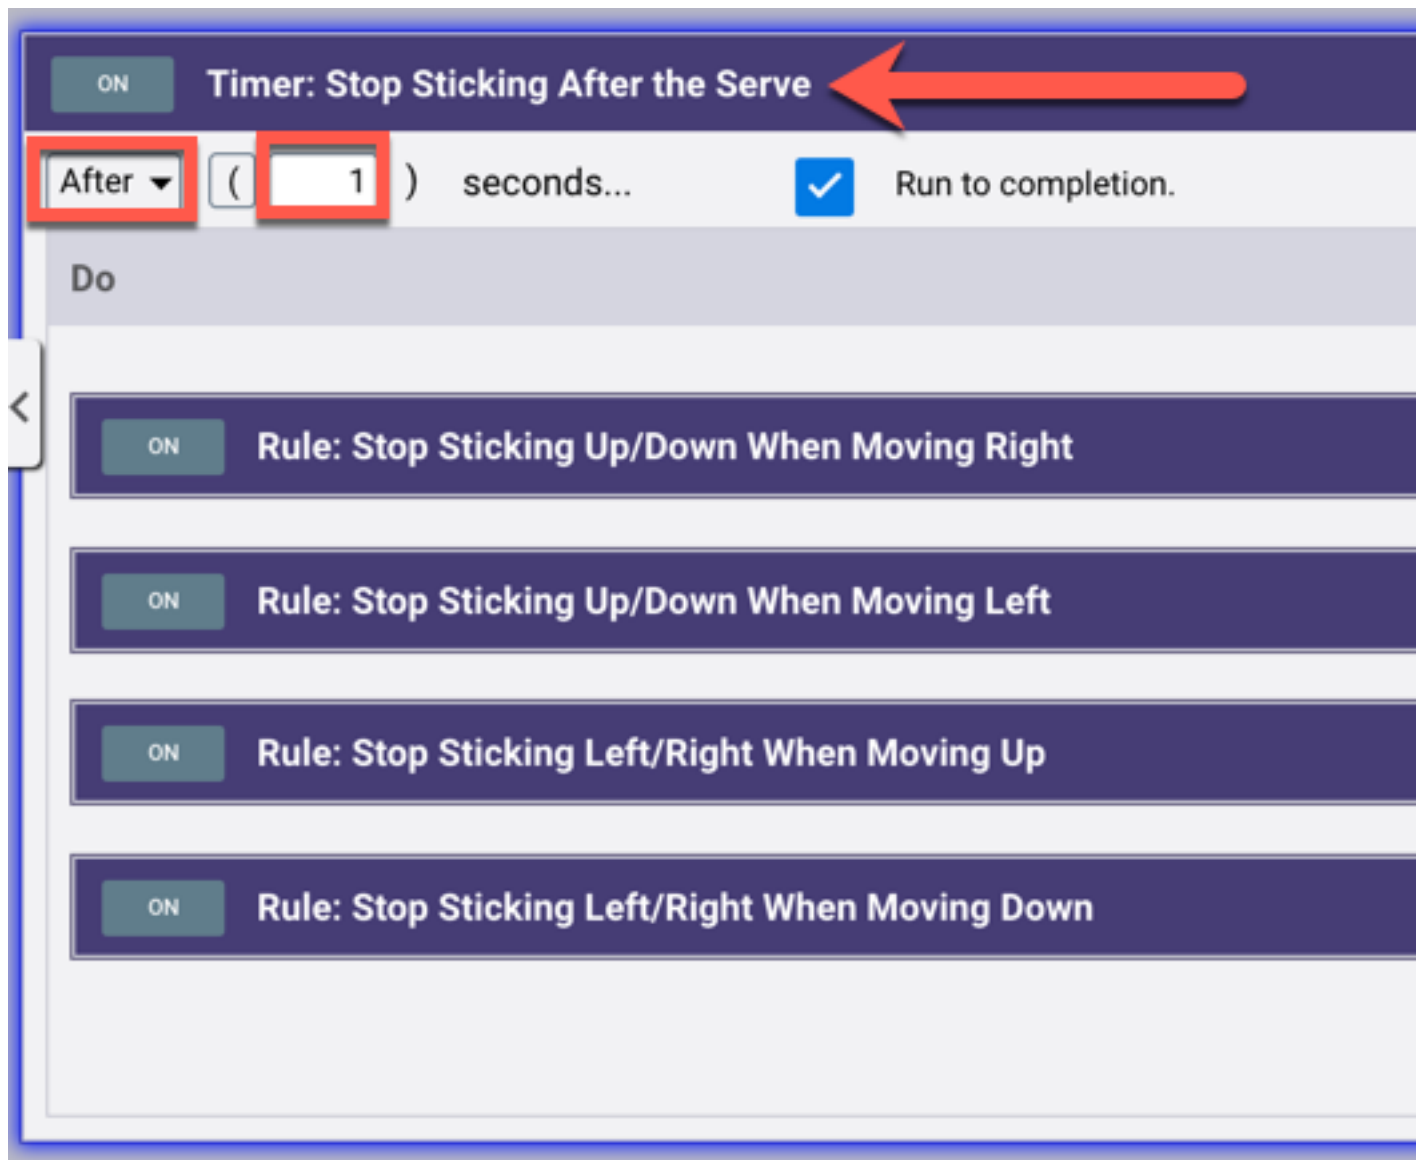 ON Timer: Stop Sticking After the Serve
After ( 1 ) seconds... Run to completion.
Do
ON Rule: Stop Sticking Up/Down When Moving Right
ON Rule: Stop Sticking Up/Down When Moving Left
ON Rule: Stop Sticking Left/Right When Moving Up
ON Rule: Stop Sticking Left/Right When Moving Down